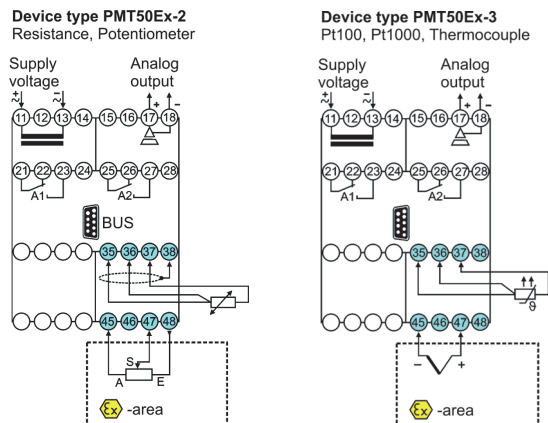 Device type PMT50Ex-2
Resistance, Potentiometer
Supply voltage
Analog output
~+ ~− + −
11 12 13 14 15 16 17 18
21 22 23 24 25 26 27 28
A1 A2
BUS
35 36 37 38
45 46 47 48
S
A E
Ex -area
Device type PMT50Ex-3
Pt100, Pt1000, Thermocouple
Supply voltage
Analog output
~+ ~− + −
11 12 13 14 15 16 17 18
21 22 23 24 25 26 27 28
A1 A2
35 36 37 38
ϑ
45 46 47 48
− +
Ex -area